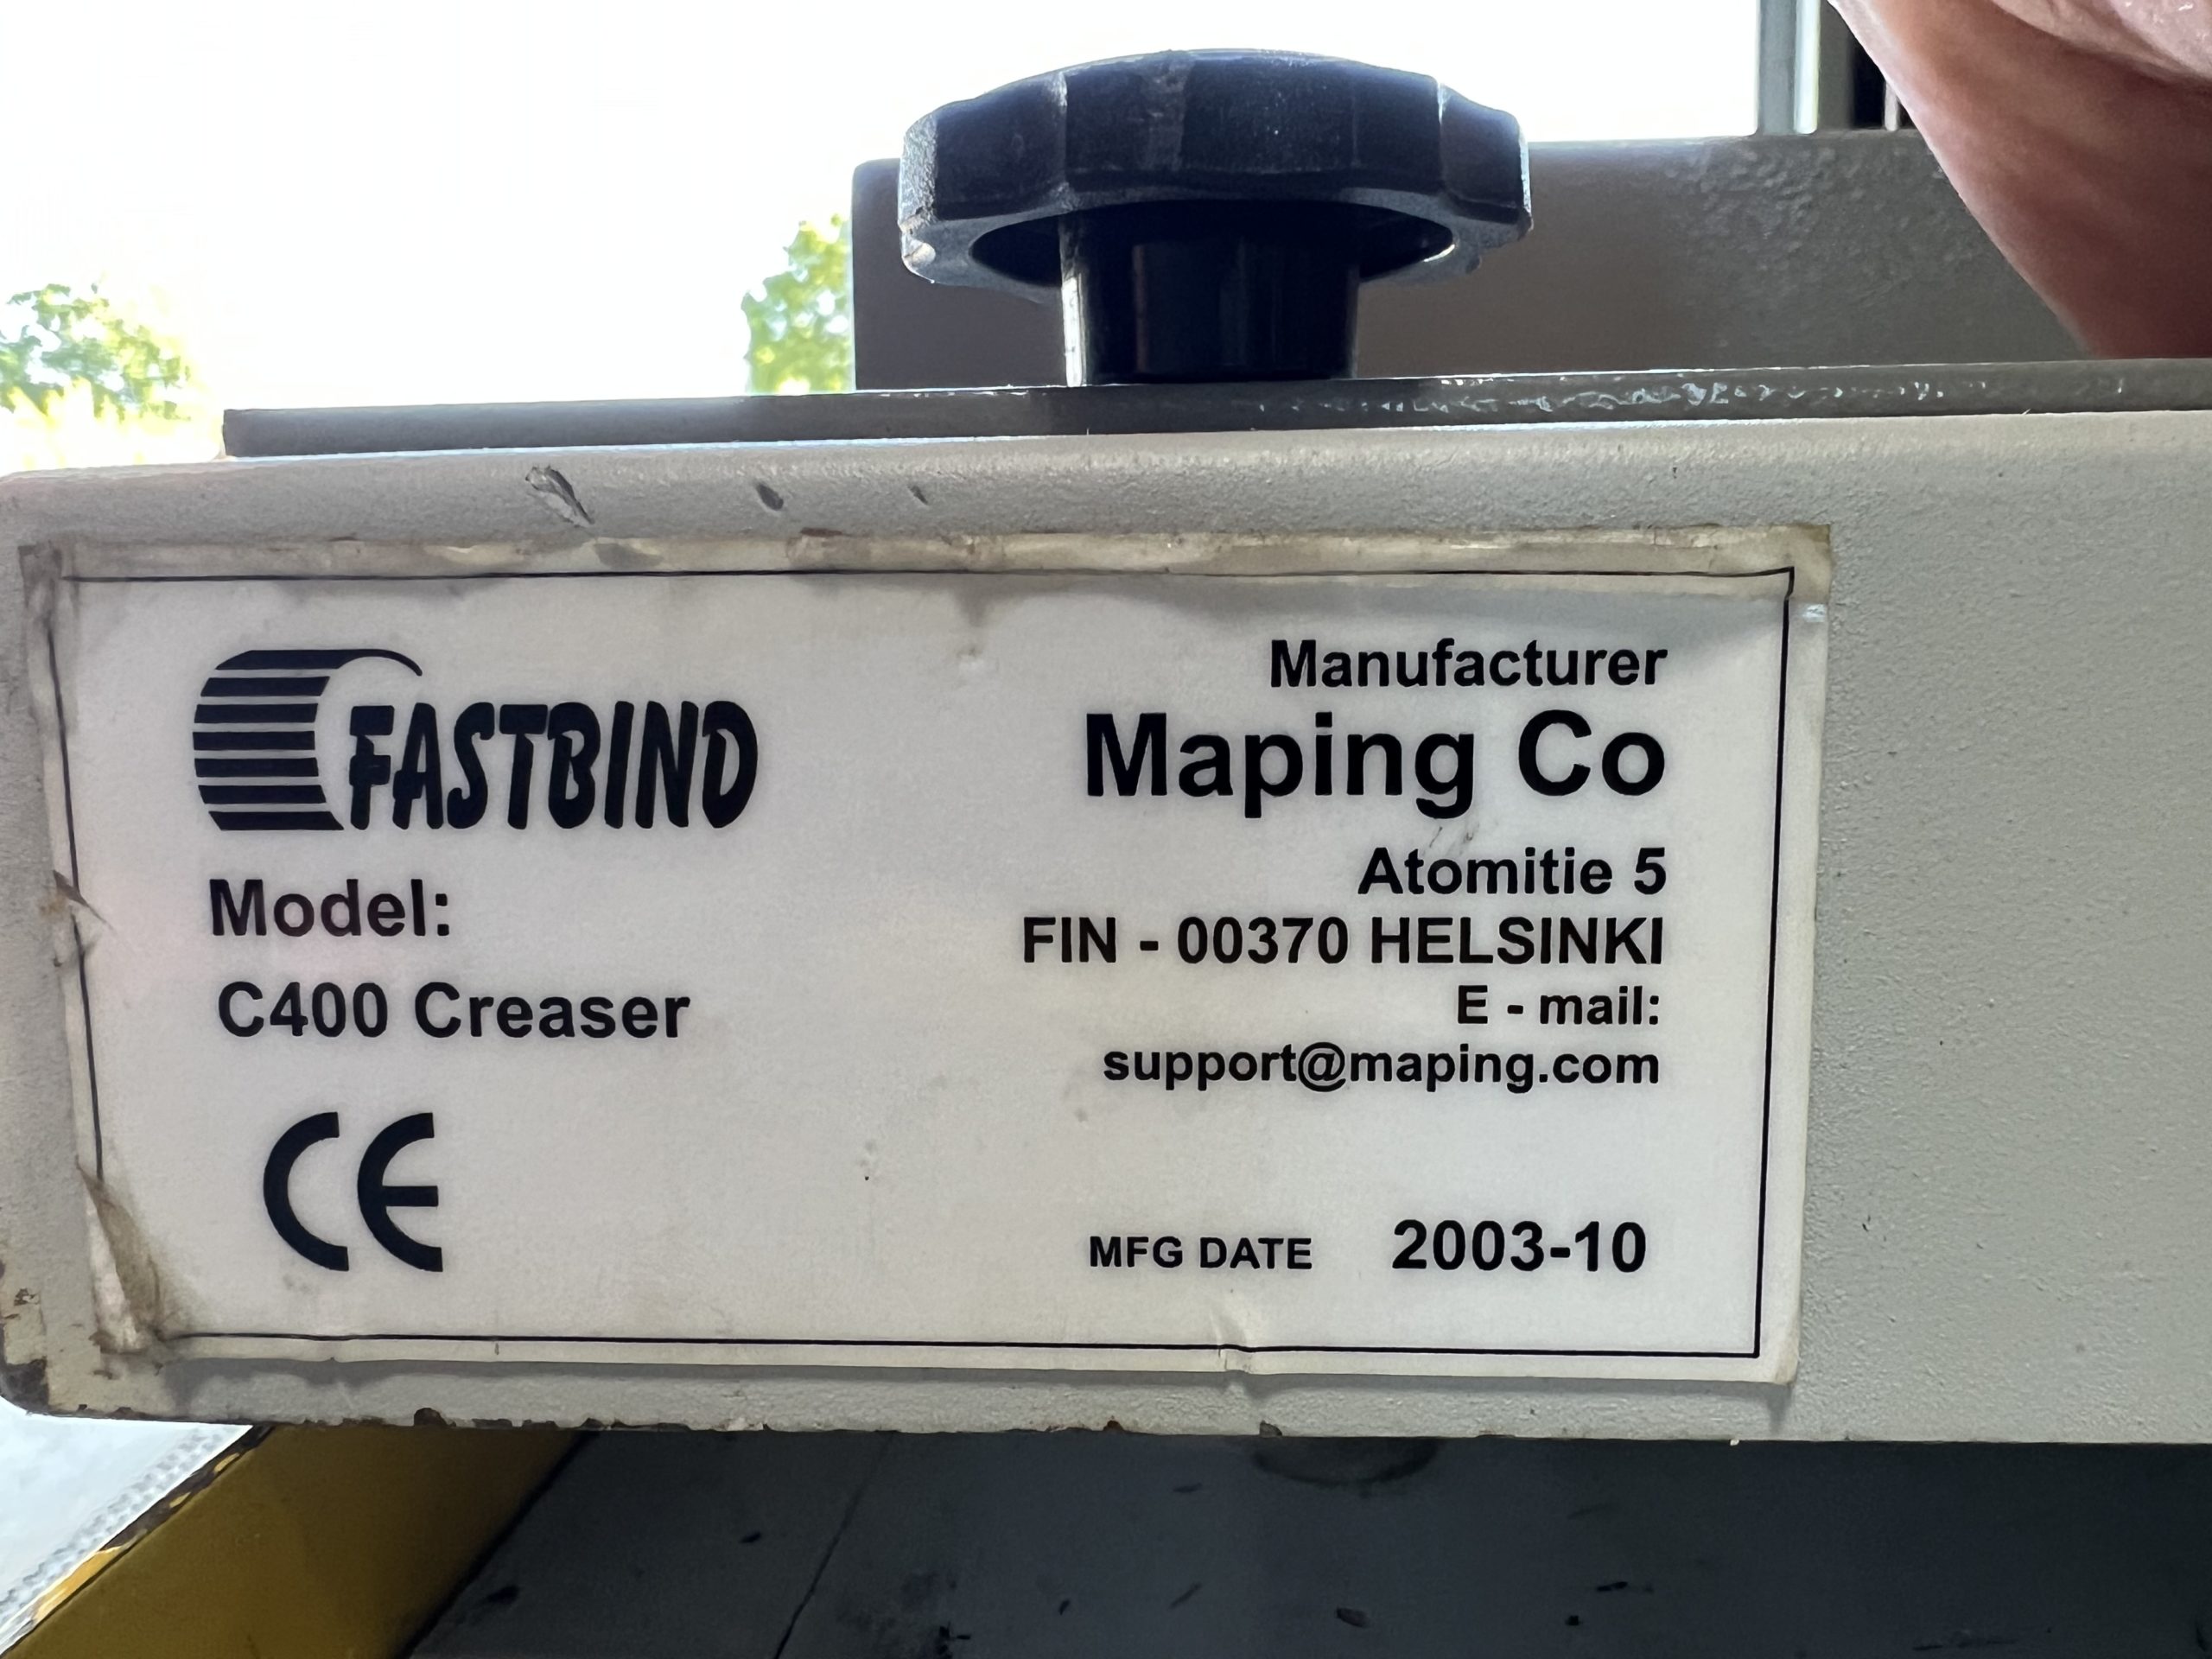 FASTBIND
Model:
C400 Creaser
CE
Manufacturer
Maping Co
Atomitie 5
FIN - 00370 HELSINKI
E - mail:
support@maping.com
MFG DATE 2003-10